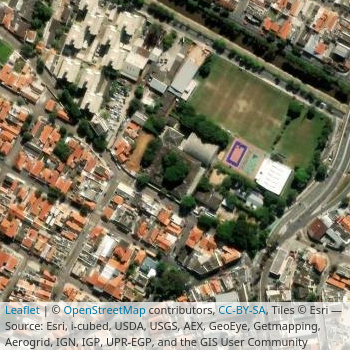 Leaflet | © OpenStreetMap contributors, CC-BY-SA, Tiles © Esri —
Source: Esri, i-cubed, USDA, USGS, AEX, GeoEye, Getmapping,
Aerogrid, IGN, IGP, UPR-EGP, and the GIS User Community